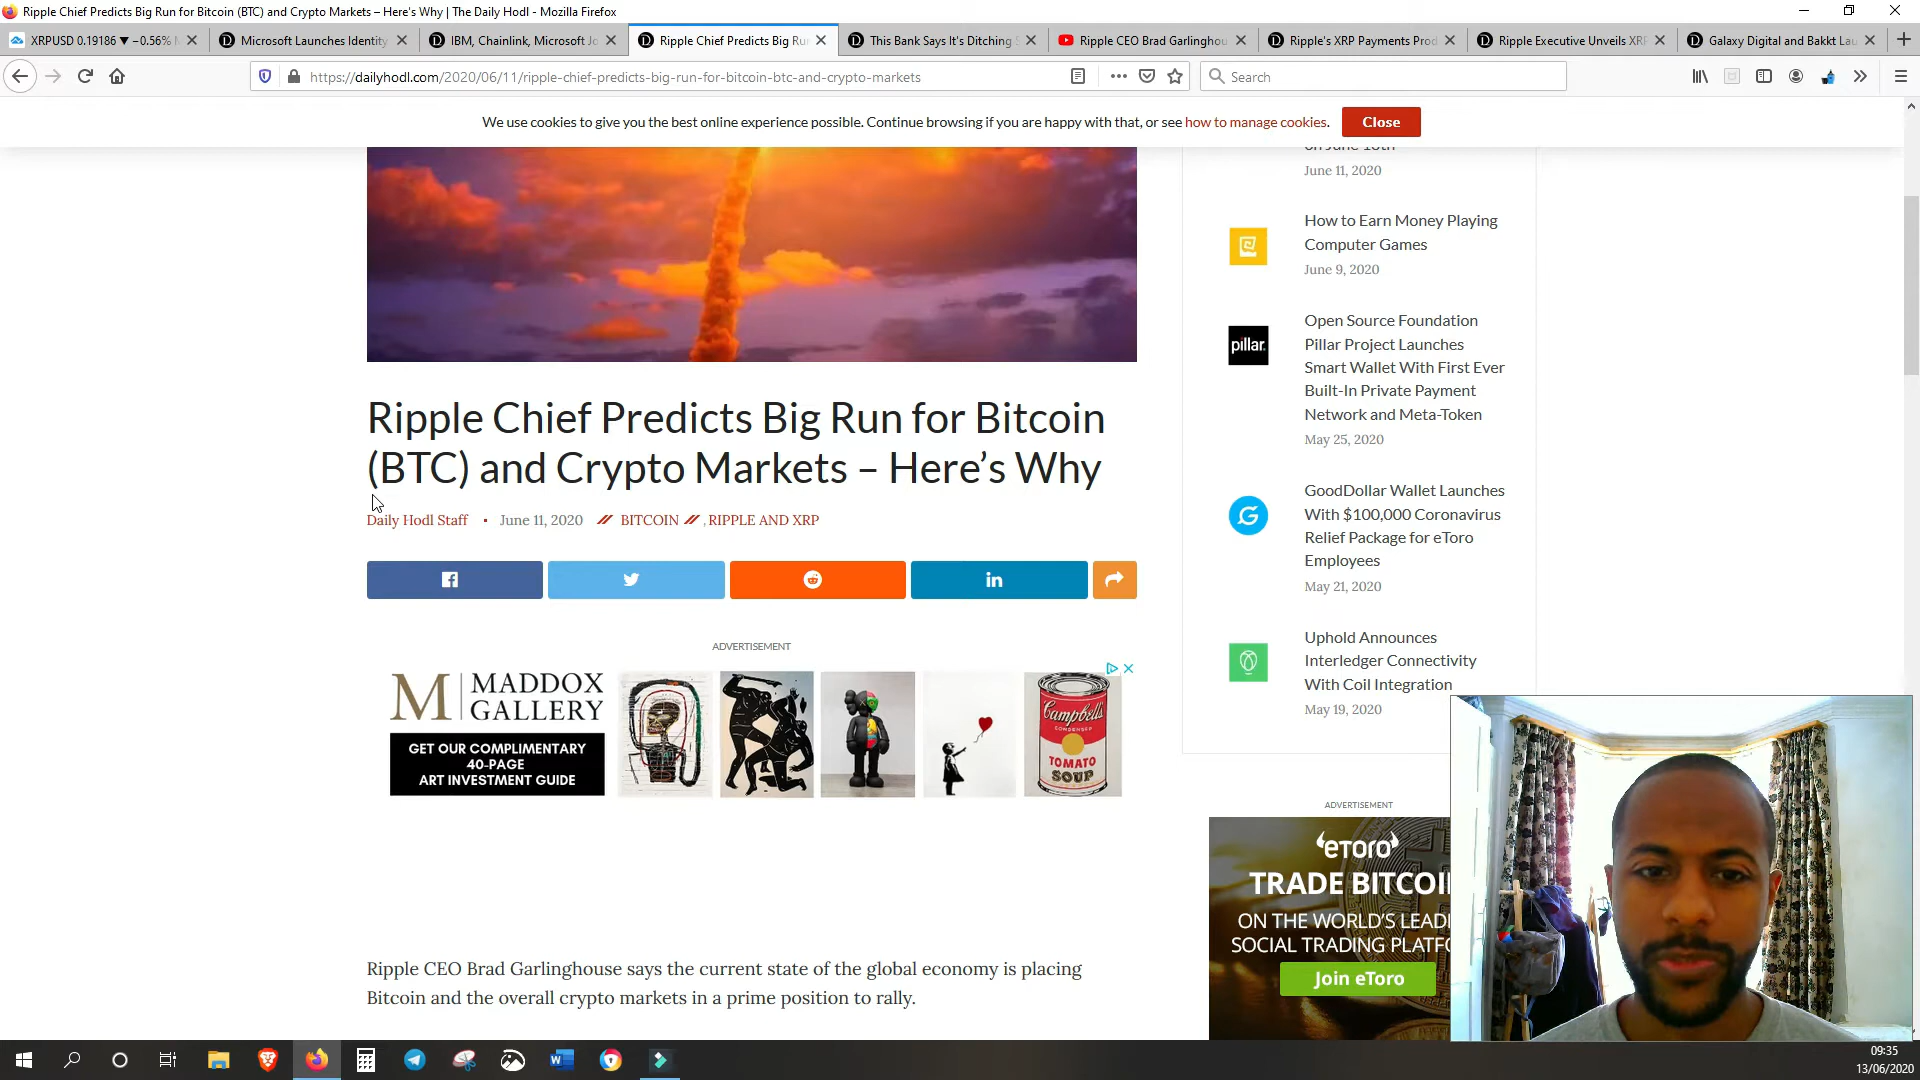 Ripple Chief Predicts Big Run for Bitcoin (BTC) and Crypto Markets – Here's Why | The Daily Hodl - Mozilla Firefox
XRPUSD 0.19186 ▼ −0.56%
Microsoft Launches Identity
IBM, Chainlink, Microsoft Jo
Ripple Chief Predicts Big Ru
This Bank Says It's Ditching
Ripple CEO Brad Garlinghou
Ripple's XRP Payments Prod
Ripple Executive Unveils XR
Galaxy Digital and Bakkt Lau
https://dailyhodl.com/2020/06/11/ripple-chief-predicts-big-run-for-bitcoin-btc-and-crypto-markets
Search
We use cookies to give you the best online experience possible. Continue browsing if you are happy with that, or see how to manage cookies.
Close
on June 18th
June 11, 2020
How to Earn Money Playing
Computer Games
June 9, 2020
pillar.
Open Source Foundation
Pillar Project Launches
Smart Wallet With First Ever
Built-In Private Payment
Network and Meta-Token
May 25, 2020
GoodDollar Wallet Launches
With $100,000 Coronavirus
Relief Package for eToro
Employees
May 21, 2020
Uphold Announces
Interledger Connectivity
With Coil Integration
May 19, 2020
Ripple Chief Predicts Big Run for Bitcoin
(BTC) and Crypto Markets – Here's Why
Daily Hodl Staff ▪ June 11, 2020 // BITCOIN // , RIPPLE AND XRP
ADVERTISEMENT
M | MADDOX
GALLERY
GET OUR COMPLIMENTARY
40-PAGE
ART INVESTMENT GUIDE
Campbell's
CONDENSED
TOMATO
SOUP
ADVERTISEMENT
eToro
TRADE BITCOI
ON THE WORLD'S LEADI
SOCIAL TRADING PLATFO
Join eToro
Ripple CEO Brad Garlinghouse says the current state of the global economy is placing
Bitcoin and the overall crypto markets in a prime position to rally.
09:35
13/06/2020